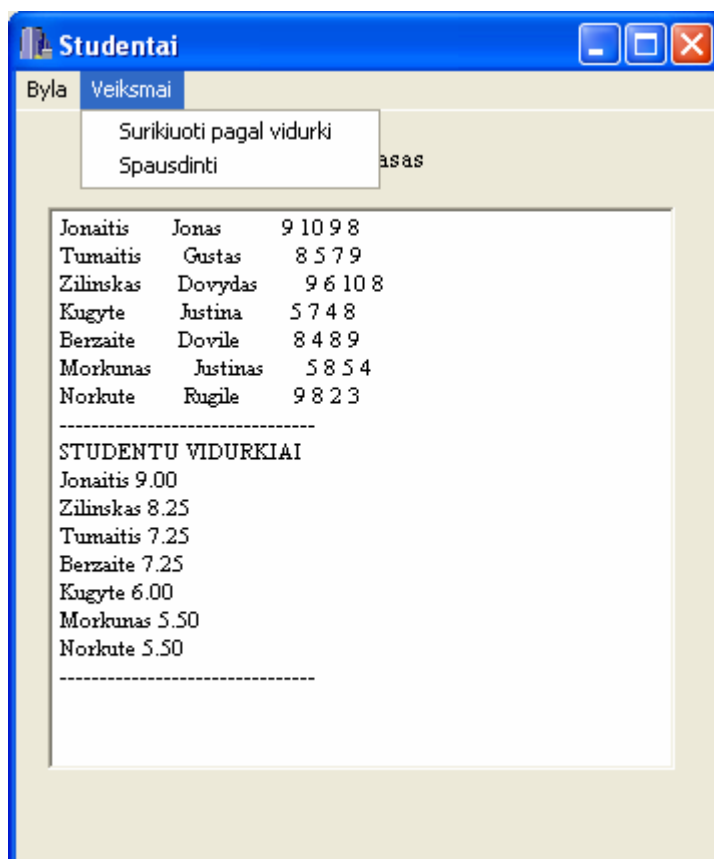 Studentai
Byla Veiksmai
Surikiuoti pagal vidurki
Spausdinti
Jonaitis Jonas 9 10 9 8
Tumaitis Gustas 8 5 7 9
Zilinskas Dovydas 9 6 10 8
Kugyte Justina 5 7 4 8
Berzaite Dovile 8 4 8 9
Morkunas Justinas 5 8 5 4
Norkute Rugile 9 8 2 3
--------------------------------
STUDENTU VIDURKIAI
Jonaitis 9.00
Zilinskas 8.25
Tumaitis 7.25
Berzaite 7.25
Kugyte 6.00
Morkunas 5.50
Norkute 5.50
--------------------------------